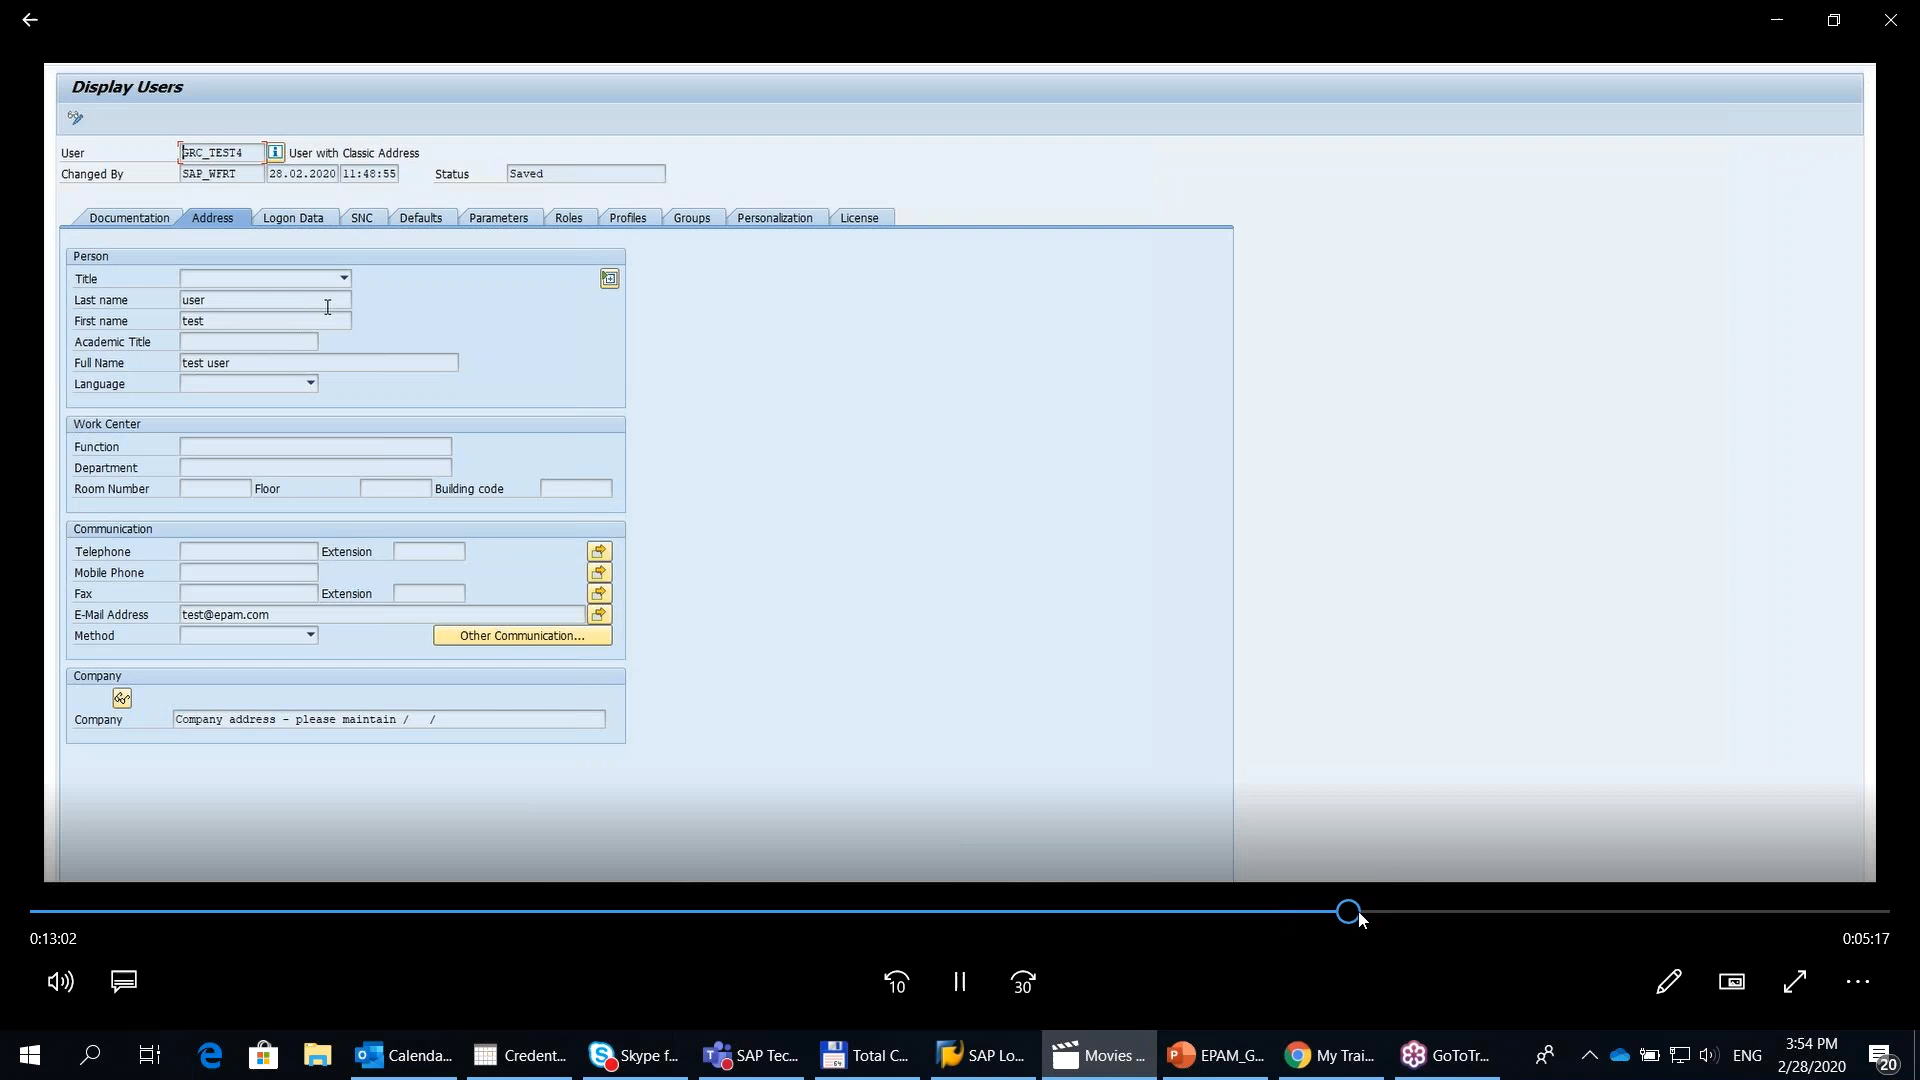 Display Users
User GRC_TEST4 User with Classic Address
Changed By SAP_WFRT 28.02.2020 11:48:55 Status Saved
Documentation Address Logon Data SNC Defaults Parameters Roles Profiles Groups Personalization License
Person
Title
Last name user
First name test
Academic Title
Full Name test user
Language
Work Center
Function
Department
Room Number Floor Building code
Communication
Telephone Extension
Mobile Phone
Fax Extension
E-Mail Address test@epam.com
Method Other Communication...
Company
Company Company address - please maintain / /
0:13:02 0:05:17
10 30
Calenda... Credent... Skype f... SAP Tec... Total C... SAP Lo... Movies ... EPAM_G... My Trai... GoToTr... ENG 3:54 PM
2/28/2020 20